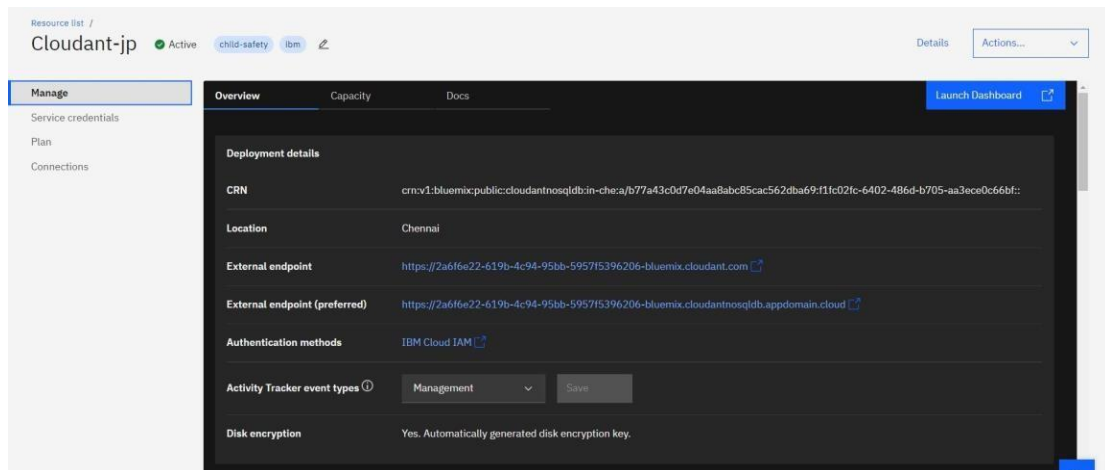 Resource list /
Cloudant-jp Active child-safety ibm Details Actions...
Manage
Service credentials
Plan
Connections
Overview Capacity Docs Launch Dashboard
Deployment details
CRN crn:v1:bluemix:public:cloudantnosqldb:in-che:a/b77a43c0d7e04aa8abc85cac562dba69:f1fc02fc-6402-486d-b705-aa3ece0c66bf::
Location Chennai
External endpoint https://2a6f6e22-619b-4c94-95bb-5957f5396206-bluemix.cloudant.com
External endpoint (preferred) https://2a6f6e22-619b-4c94-95bb-5957f5396206-bluemix.cloudantnosqldb.appdomain.cloud
Authentication methods IBM Cloud IAM
Activity Tracker event types Management Save
Disk encryption Yes. Automatically generated disk encryption key.